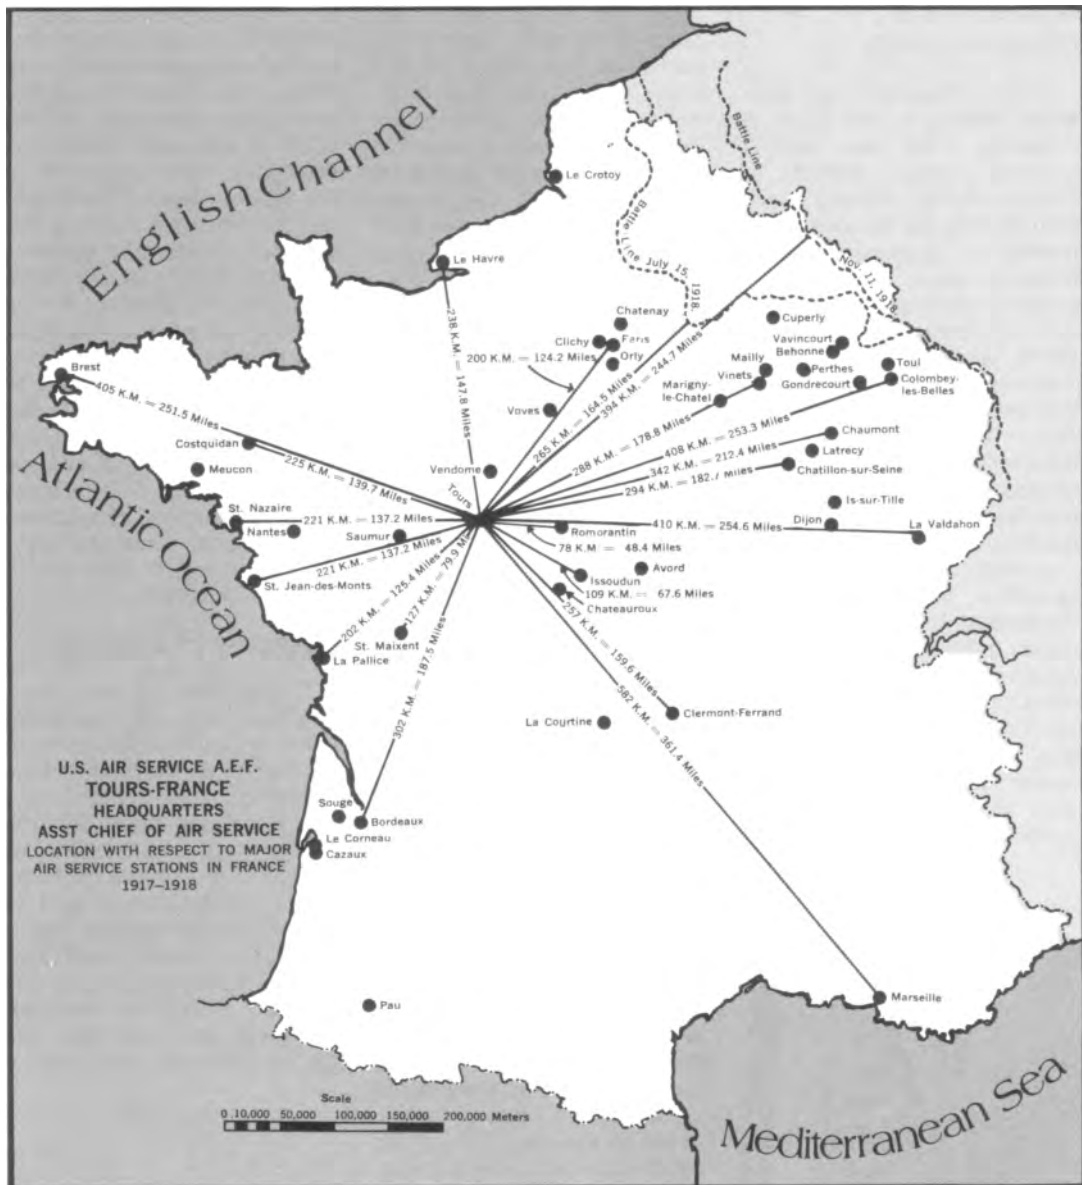 English Channel
Battle Line
Le Crotoy
Battle Line July 15, 1918.
Nov. 11, 1918.
Le Havre
238 K.M. = 147.8 Miles
Chatenay
Clichy
Paris
Orly
200 K.M. = 124.2 Miles
265 K.M. = 164.5 Miles
394 K.M. = 244.7 Miles
Cuperly
Vavincourt
Behonne
Mailly
Perthes
Toul
Vinets
Gondrecourt
Colombey-
les-Belles
Marigny-
le-Chatel
Brest
405 K.M. = 251.5 Miles
Voves
288 K.M. = 178.8 Miles
408 K.M. = 253.3 Miles
Chaumont
342 K.M. = 212.4 Miles
Latrecy
294 K.M. = 182.7 Miles
Chatillon-sur-Seine
Costquidan
225 K.M. = 139.7 Miles
Meucon
Vendome
Tours
Atlantic Ocean
St. Nazaire
221 K.M. = 137.2 Miles
Nantes
Saumur
Is-sur-Tille
410 K.M. = 254.6 Miles
Dijon
La Valdahon
Romorantin
78 K.M. = 48.4 Miles
221 K.M. = 137.2 Miles
St. Jean-des-Monts
Avord
Issoudun
109 K.M. = 67.6 Miles
Chateauroux
202 K.M. = 125.4 Miles
127 K.M. = 79.9
St. Maixent
La Pallice
257 K.M. = 159.6 Miles
302 K.M. = 187.5 Miles
582 K.M. = 361.4 Miles
Clermont-Ferrand
La Courtine
U.S. AIR SERVICE A.E.F.
TOURS-FRANCE
HEADQUARTERS
ASST CHIEF OF AIR SERVICE
LOCATION WITH RESPECT TO MAJOR
AIR SERVICE STATIONS IN FRANCE
1917–1918
Souge
Bordeaux
Le Corneau
Cazaux
Pau
Marseille
Scale
0 10,000 50,000 100,000 150,000 200,000 Meters
Mediterranean Sea